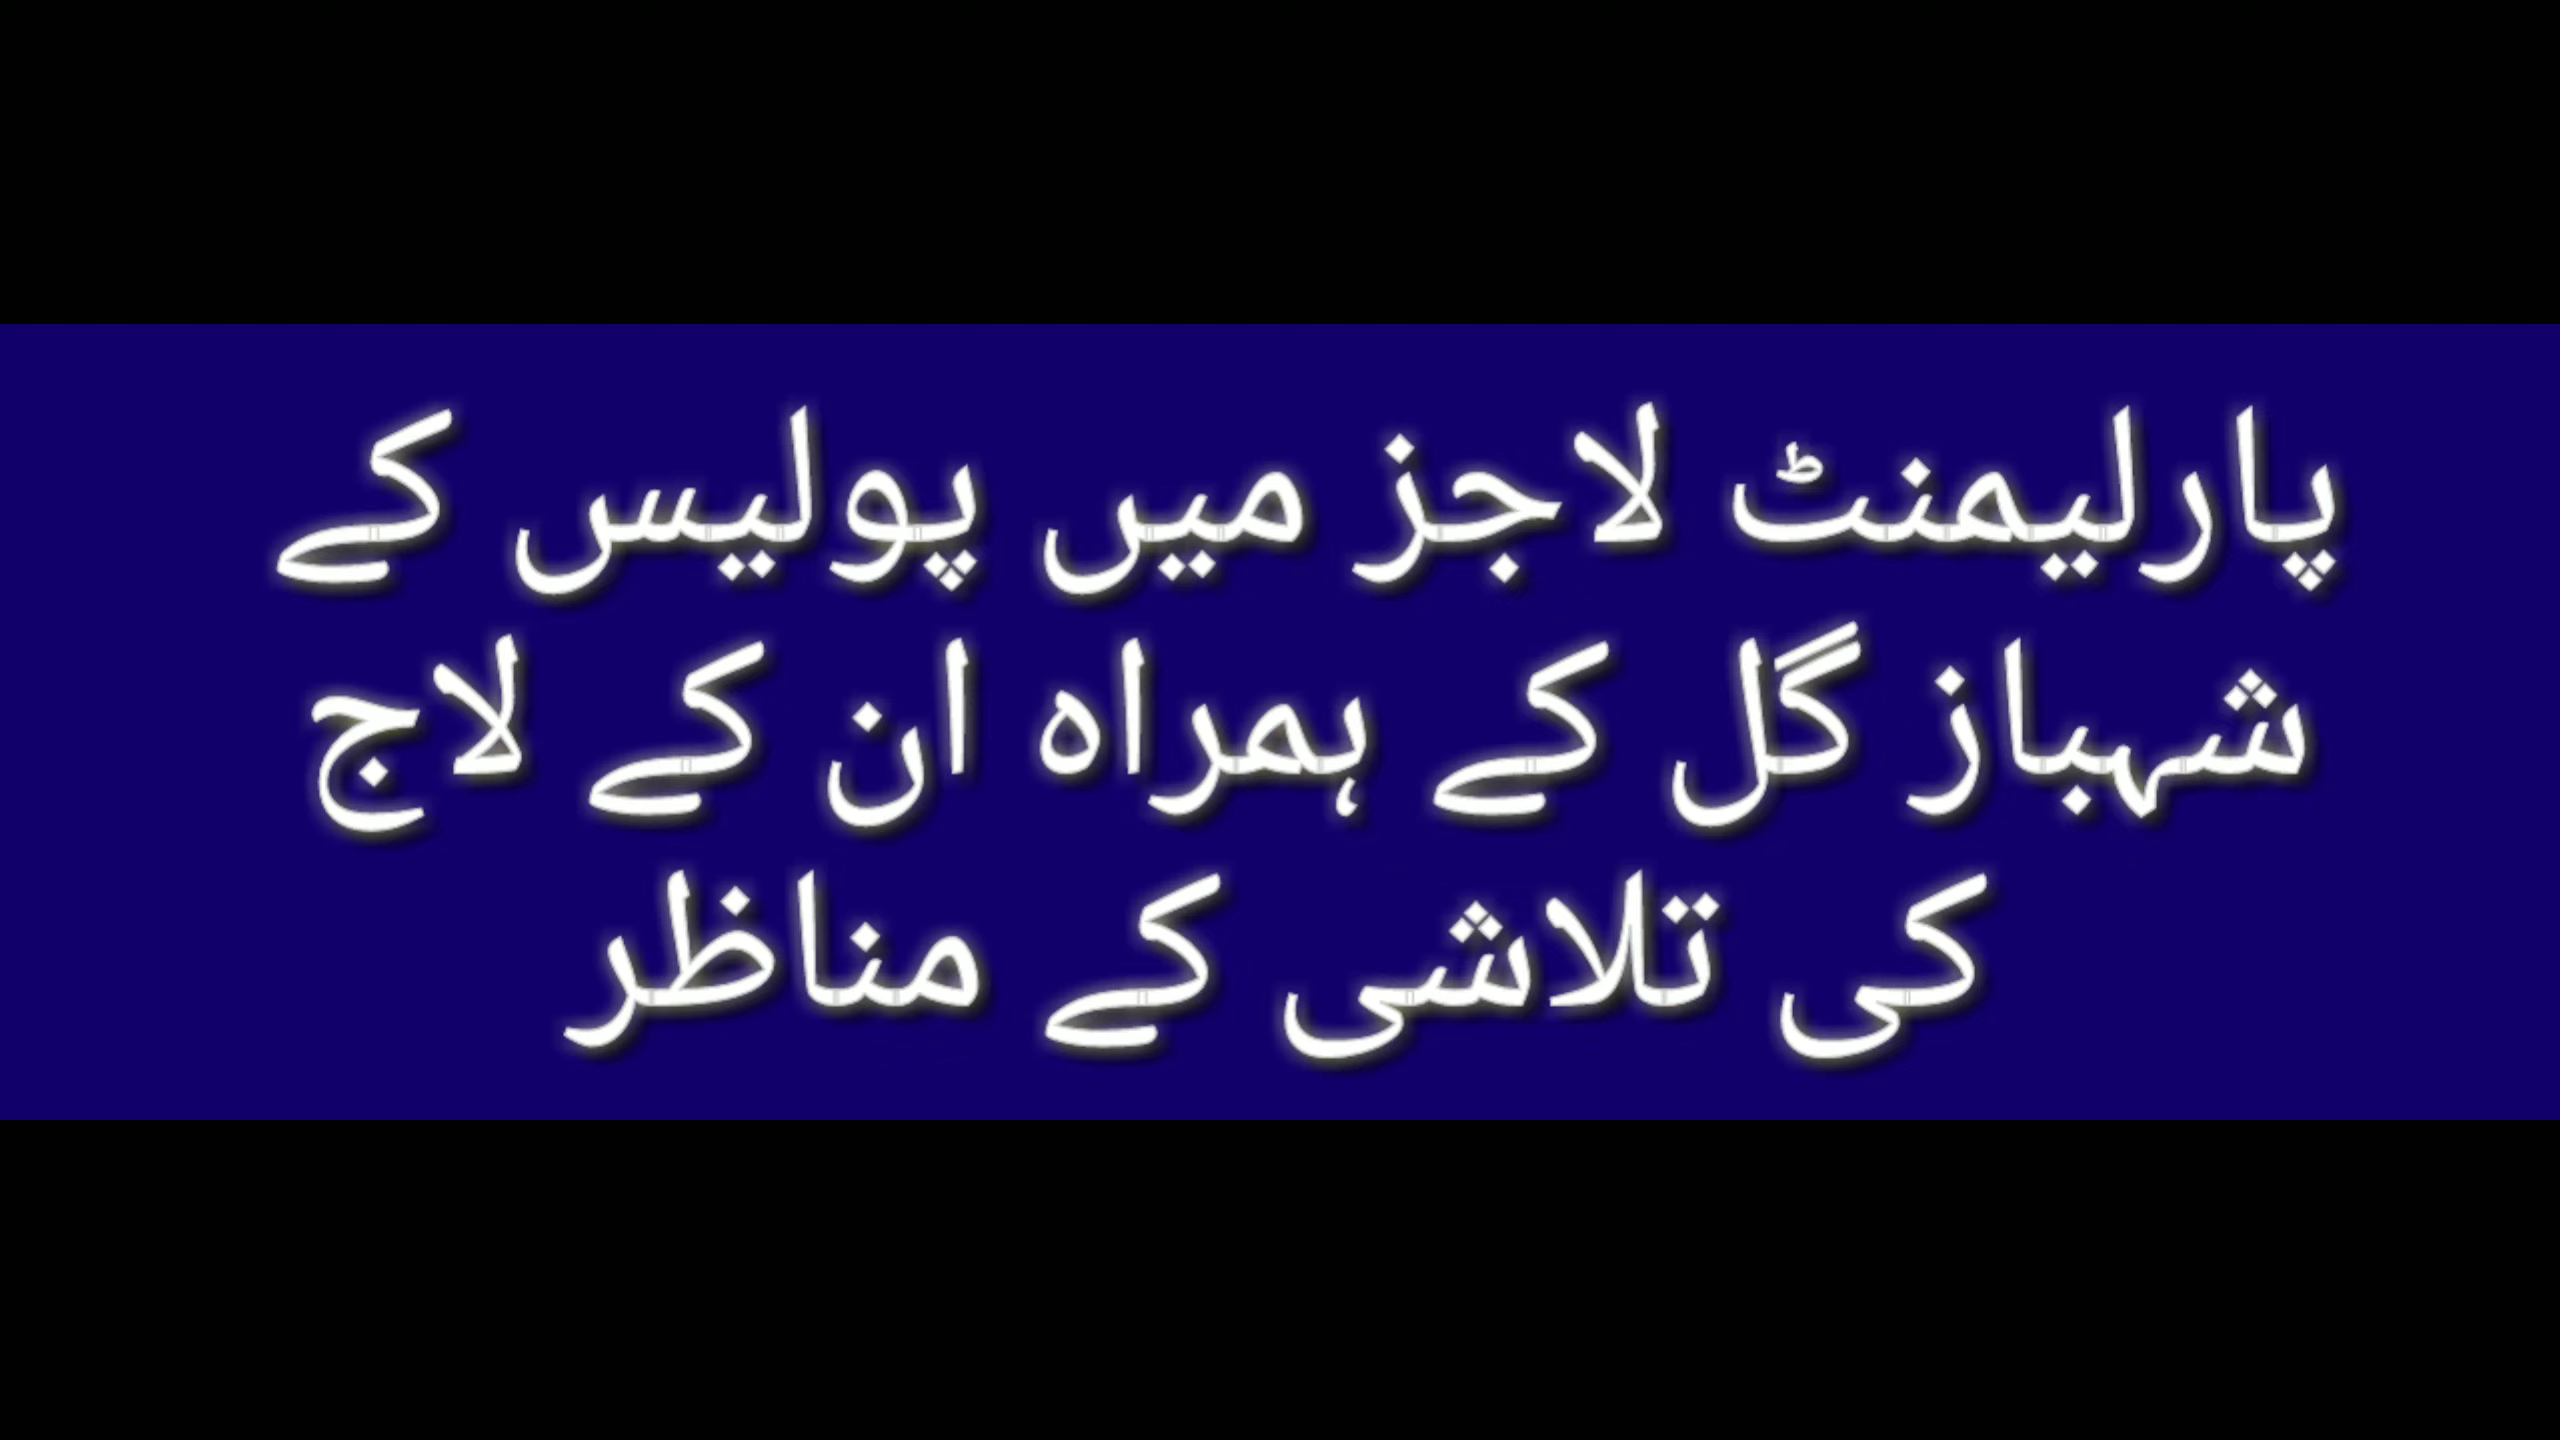 پارلیمنٹ لاجز میں پولیس کے
شہباز گل کے ہمراہ ان کے لاج
کی تلاشی کے مناظر